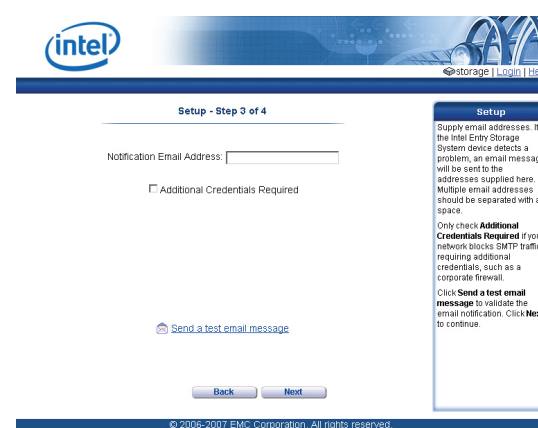 intel
storage | Login | He
Setup - Step 3 of 4
Notification Email Address:
Additional Credentials Required
Send a test email message
Back Next
Setup
Supply email addresses. If
the Intel Entry Storage
System device detects a
problem, an email messag
will be sent to the
addresses supplied here.
Multiple email addresses
should be separated with a
space.
Only check Additional
Credentials Required if you
network blocks SMTP traffic
requiring additional
credentials, such as a
corporate firewall.
Click Send a test email
message to validate the
email notification. Click Nex
to continue.
© 2006-2007 EMC Corporation. All rights reserved.